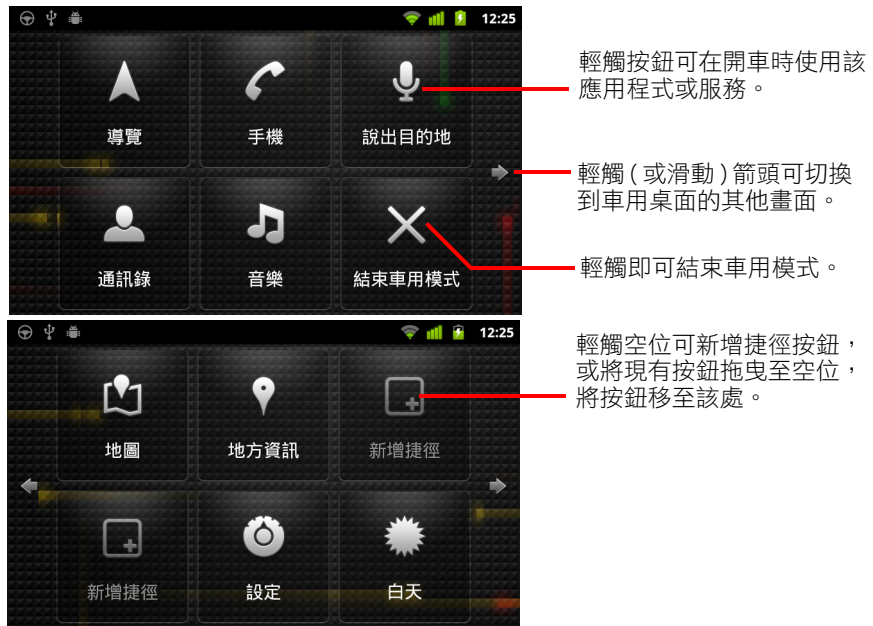 12:25
導覽
手機
說出目的地
通訊錄
音樂
結束車用模式
輕觸按鈕可在開車時使用該
應用程式或服務。
輕觸(或滑動)箭頭可切換
到車用桌面的其他畫面。
輕觸即可結束車用模式。
12:25
地圖
地方資訊
新增捷徑
新增捷徑
設定
白天
輕觸空位可新增捷徑按鈕,
或將現有按鈕拖曳至空位,
將按鈕移至該處。